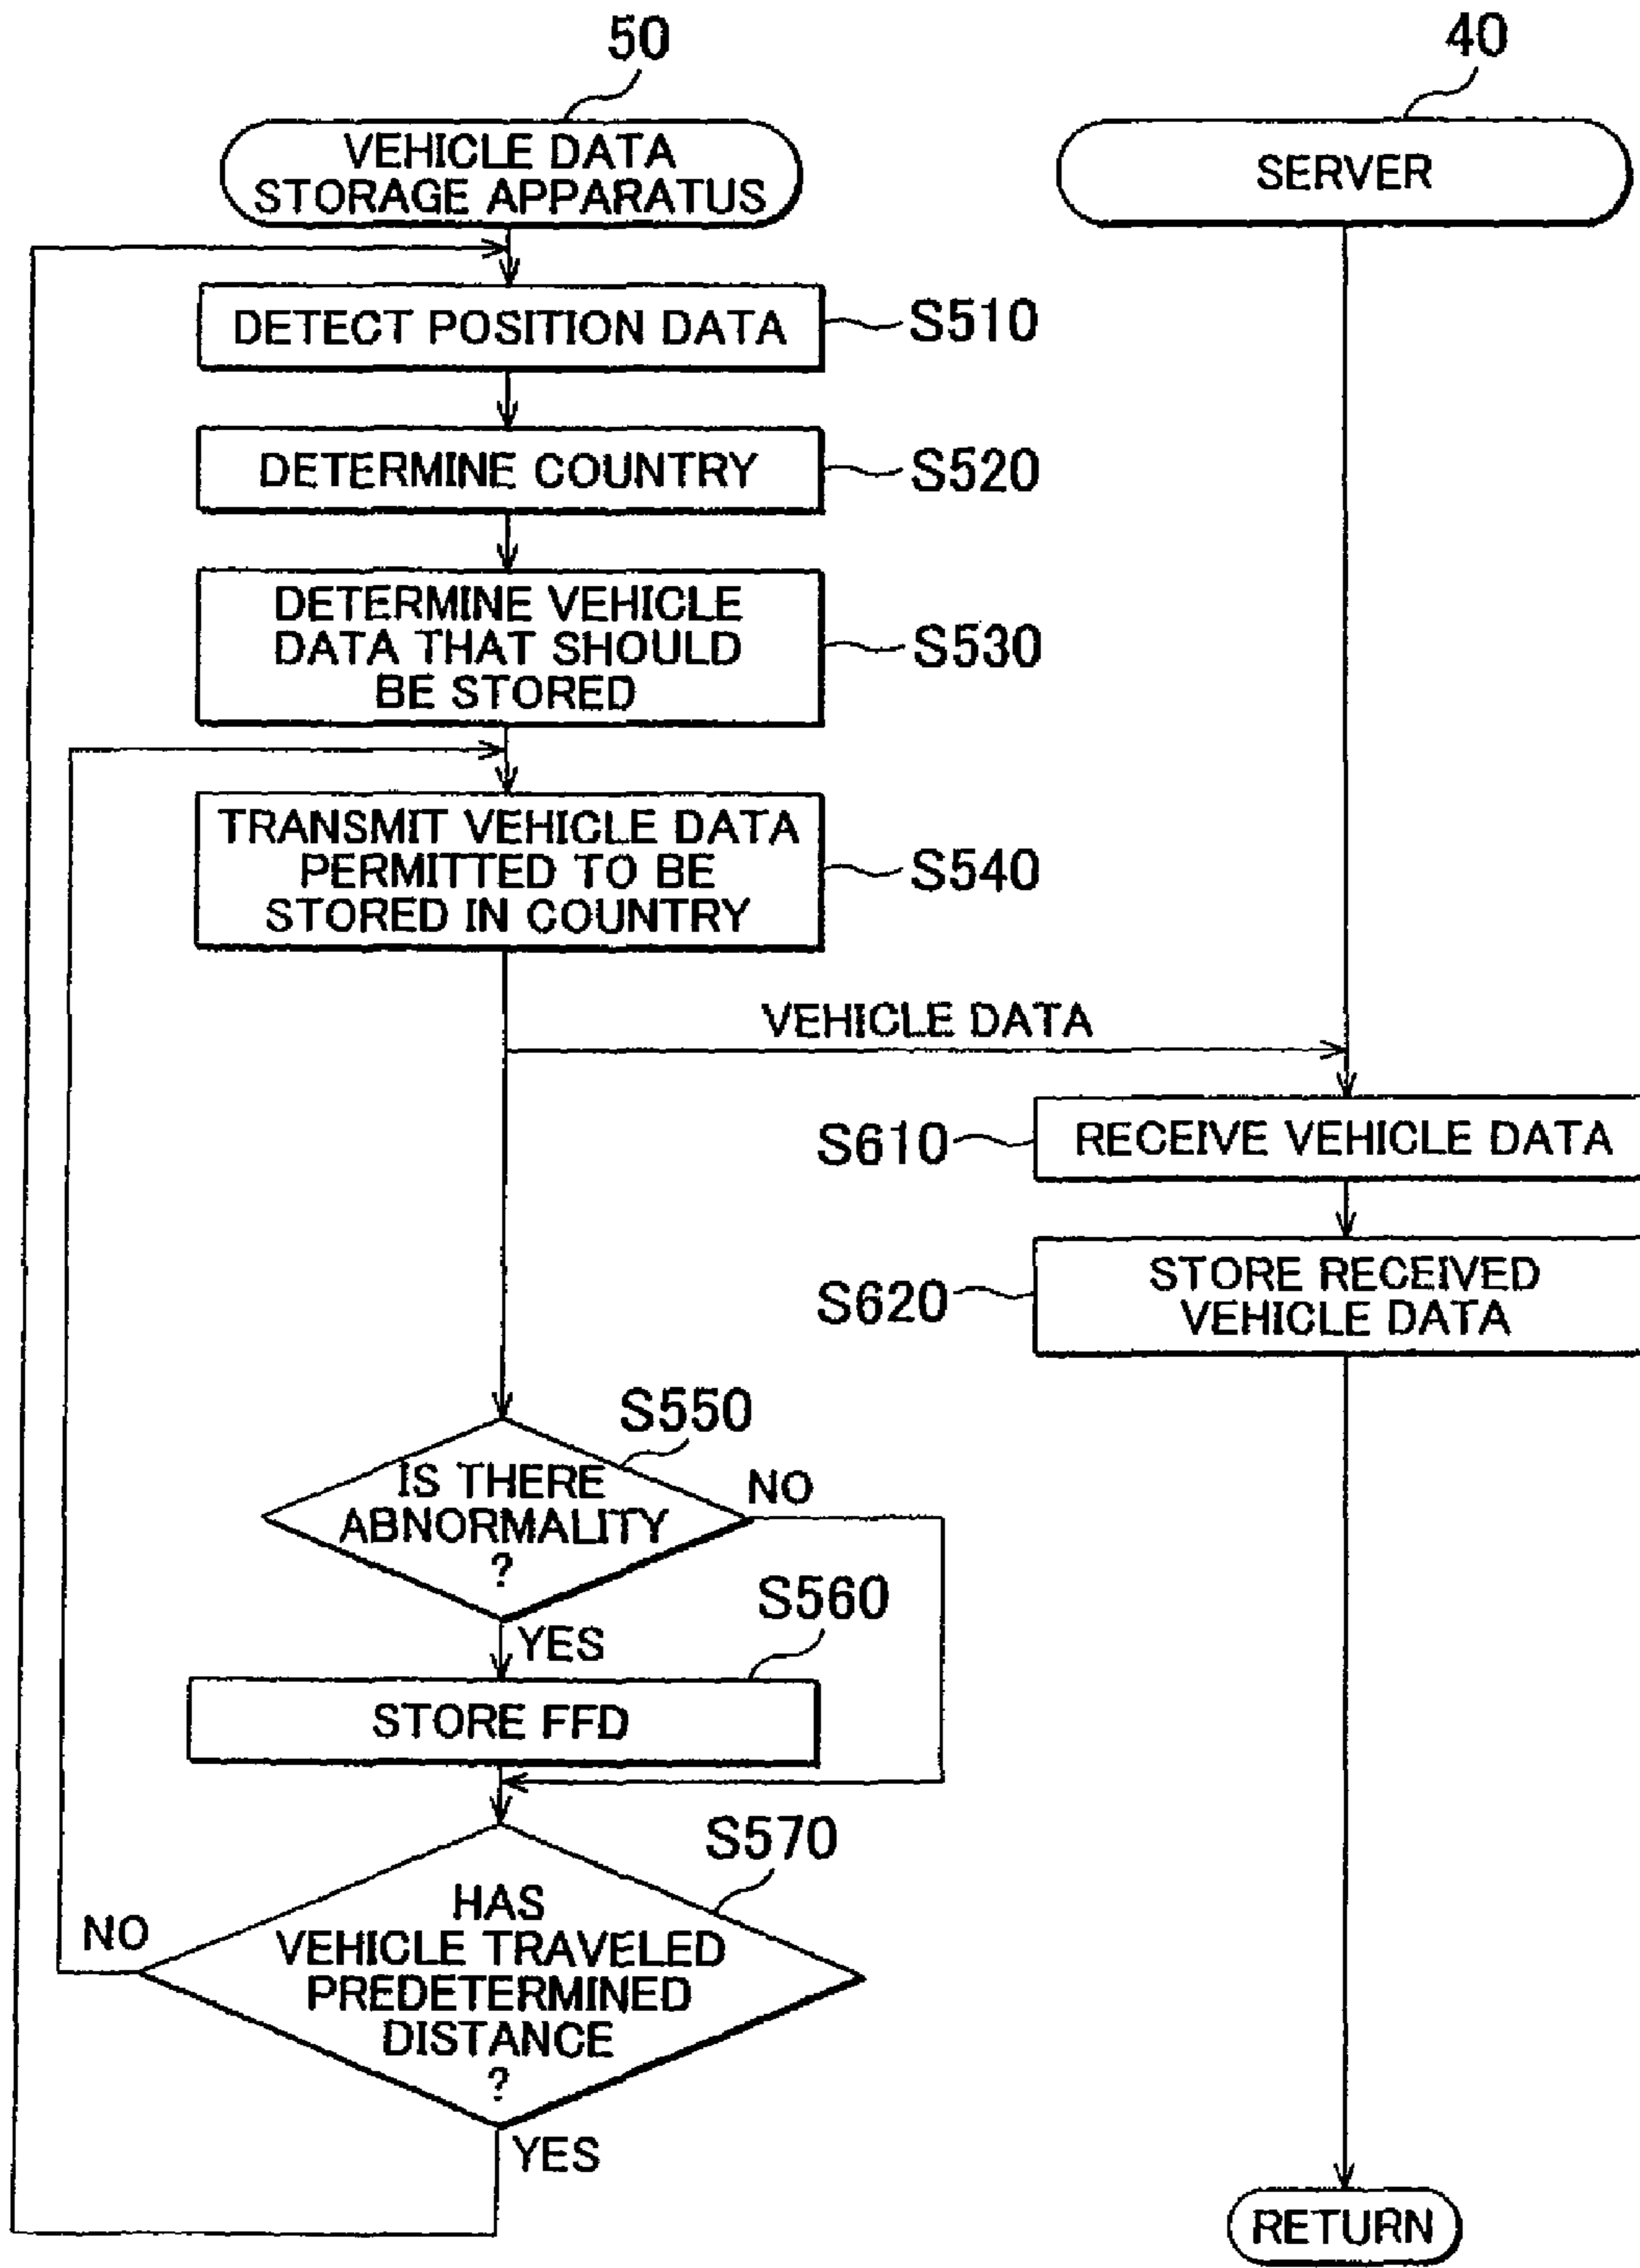 50
40
VEHICLE DATA
STORAGE APPARATUS
SERVER
DETECT POSITION DATA
S510
DETERMINE COUNTRY
S520
DETERMINE VEHICLE
DATA THAT SHOULD
BE STORED
S530
TRANSMIT VEHICLE DATA
PERMITTED TO BE
STORED IN COUNTRY
S540
VEHICLE DATA
S610
RECEIVE VEHICLE DATA
S620
STORE RECEIVED
VEHICLE DATA
S550
IS THERE
ABNORMALITY
?
NO
YES
S560
STORE FFD
S570
HAS
VEHICLE TRAVELED
PREDETERMINED
DISTANCE
?
NO
YES
RETURN